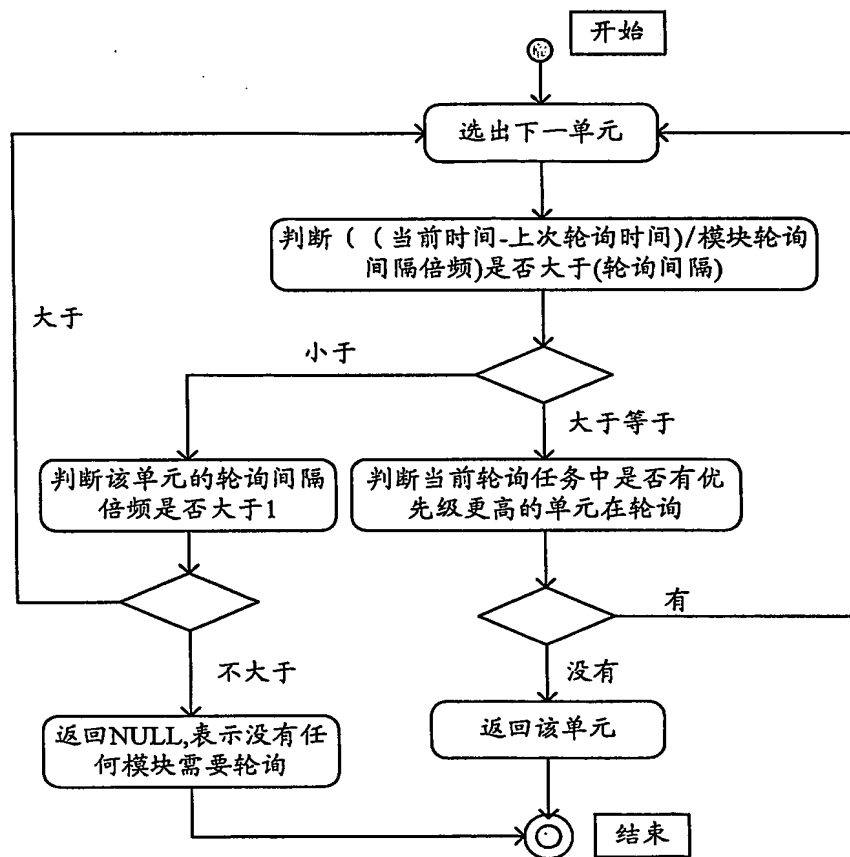 开始
选出下一单元
判断（（当前时间-上次轮询时间)/模块轮询
间隔倍频)是否大于(轮询间隔)
大于
小于
大于等于
判断该单元的轮询间隔
倍频是否大于1
判断当前轮询任务中是否有优
先级更高的单元在轮询
有
不大于
没有
返回NULL,表示没有任
何模块需要轮询
返回该单元
结束